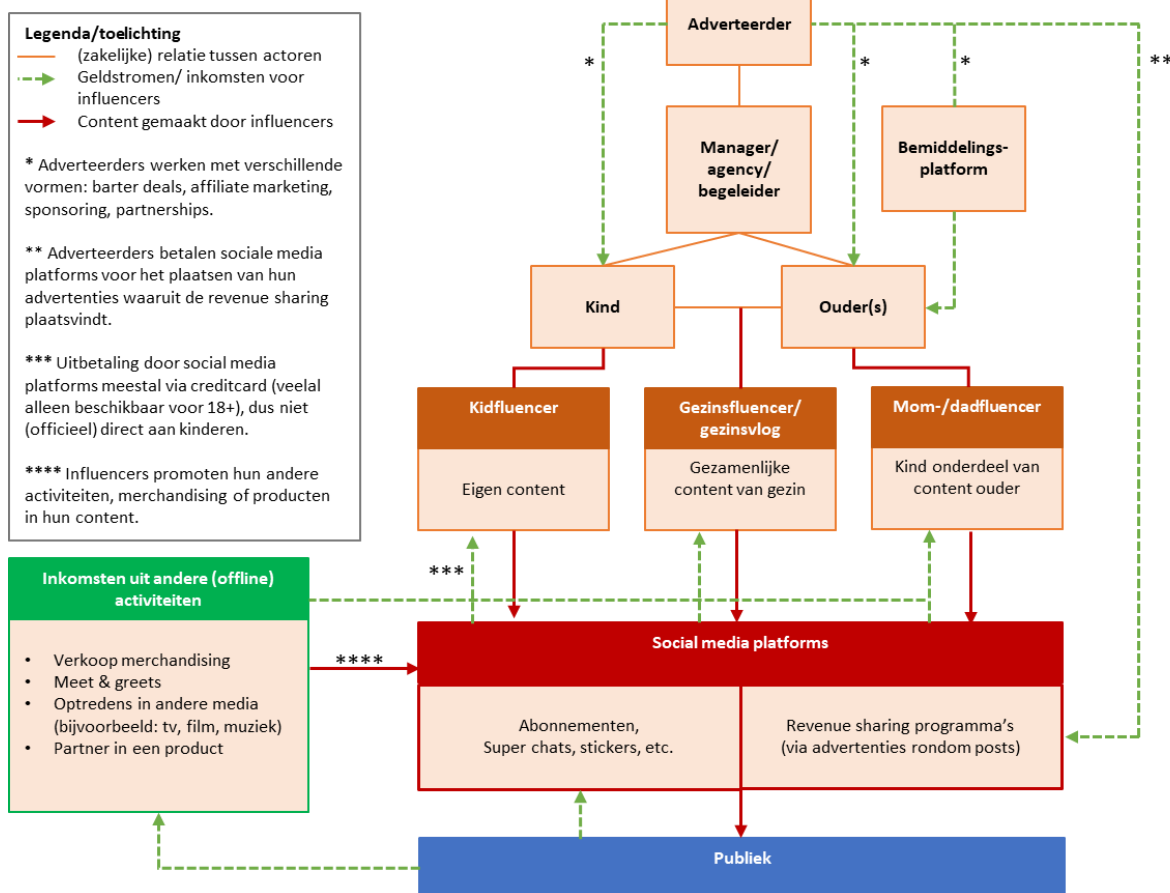 Legenda/toelichting
(zakelijke) relatie tussen actoren
Geldstromen/ inkomsten voor
influencers
Content gemaakt door influencers
* Adverteerders werken met verschillende
vormen: barter deals, affiliate marketing,
sponsoring, partnerships.
** Adverteerders betalen sociale media
platforms voor het plaatsen van hun
advertenties waaruit de revenue sharing
plaatsvindt.
*** Uitbetaling door social media
platforms meestal via creditcard (veelal
alleen beschikbaar voor 18+), dus niet
(officieel) direct aan kinderen.
**** Influencers promoten hun andere
activiteiten, merchandising of producten
in hun content.
Adverteerder
*
*
*
**
Manager/
agency/
begeleider
Bemiddelings-
platform
Kind
Ouder(s)
Kidfluencer
Eigen content
Gezinsfluencer/
gezinsvlog
Gezamenlijke
content van gezin
Mom-/dadfluencer
Kind onderdeel van
content ouder
***
Inkomsten uit andere (offline)
activiteiten
• Verkoop merchandising
• Meet & greets
• Optredens in andere media
(bijvoorbeeld: tv, film, muziek)
• Partner in een product
****
Social media platforms
Abonnementen,
Super chats, stickers, etc.
Revenue sharing programma's
(via advertenties rondom posts)
Publiek